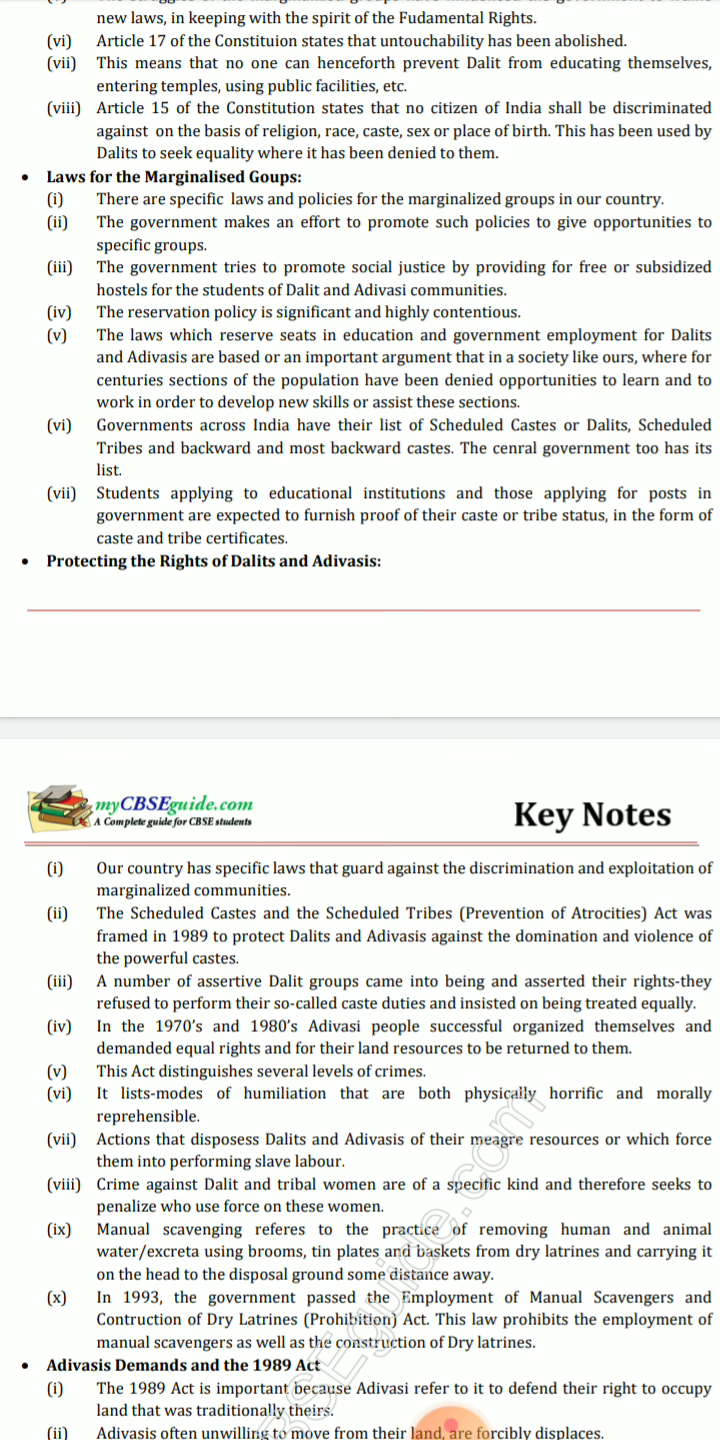 new laws, in keeping with the spirit of the Fudamental Rights.
(vi) Article 17 of the Constituion states that untouchability has been abolished.
(vii) This means that no one can henceforth prevent Dalit from educating themselves,
entering temples, using public facilities, etc.
(viii) Article 15 of the Constitution states that no citizen of India shall be discriminated
against on the basis of religion, race, caste, sex or place of birth. This has been used by
Dalits to seek equality where it has been denied to them.
• Laws for the Marginalised Goups:
(i) There are specific laws and policies for the marginalized groups in our country.
(ii) The government makes an effort to promote such policies to give opportunities to
specific groups.
(iii) The government tries to promote social justice by providing for free or subsidized
hostels for the students of Dalit and Adivasi communities.
(iv) The reservation policy is significant and highly contentious.
(v) The laws which reserve seats in education and government employment for Dalits
and Adivasis are based or an important argument that in a society like ours, where for
centuries sections of the population have been denied opportunities to learn and to
work in order to develop new skills or assist these sections.
(vi) Governments across India have their list of Scheduled Castes or Dalits, Scheduled
Tribes and backward and most backward castes. The cenral government too has its
list.
(vii) Students applying to educational institutions and those applying for posts in
government are expected to furnish proof of their caste or tribe status, in the form of
caste and tribe certificates.
• Protecting the Rights of Dalits and Adivasis:
myCBSEguide.com
A Complete guide for CBSE students
Key Notes
(i) Our country has specific laws that guard against the discrimination and exploitation of
marginalized communities.
(ii) The Scheduled Castes and the Scheduled Tribes (Prevention of Atrocities) Act was
framed in 1989 to protect Dalits and Adivasis against the domination and violence of
the powerful castes.
(iii) A number of assertive Dalit groups came into being and asserted their rights-they
refused to perform their so-called caste duties and insisted on being treated equally.
(iv) In the 1970's and 1980's Adivasi people successful organized themselves and
demanded equal rights and for their land resources to be returned to them.
(v) This Act distinguishes several levels of crimes.
(vi) It lists-modes of humiliation that are both physically horrific and morally
reprehensible.
(vii) Actions that disposess Dalits and Adivasis of their meagre resources or which force
them into performing slave labour.
(viii) Crime against Dalit and tribal women are of a specific kind and therefore seeks to
penalize who use force on these women.
(ix) Manual scavenging referes to the practice of removing human and animal
water/excreta using brooms, tin plates and baskets from dry latrines and carrying it
on the head to the disposal ground some distance away.
(x) In 1993, the government passed the Employment of Manual Scavengers and
Contruction of Dry Latrines (Prohibition) Act. This law prohibits the employment of
manual scavengers as well as the construction of Dry latrines.
• Adivasis Demands and the 1989 Act
(i) The 1989 Act is important because Adivasi refer to it to defend their right to occupy
land that was traditionally theirs.
(ii) Adivasis often unwilling to move from their land, are forcibly displaces.
BSEguide.com